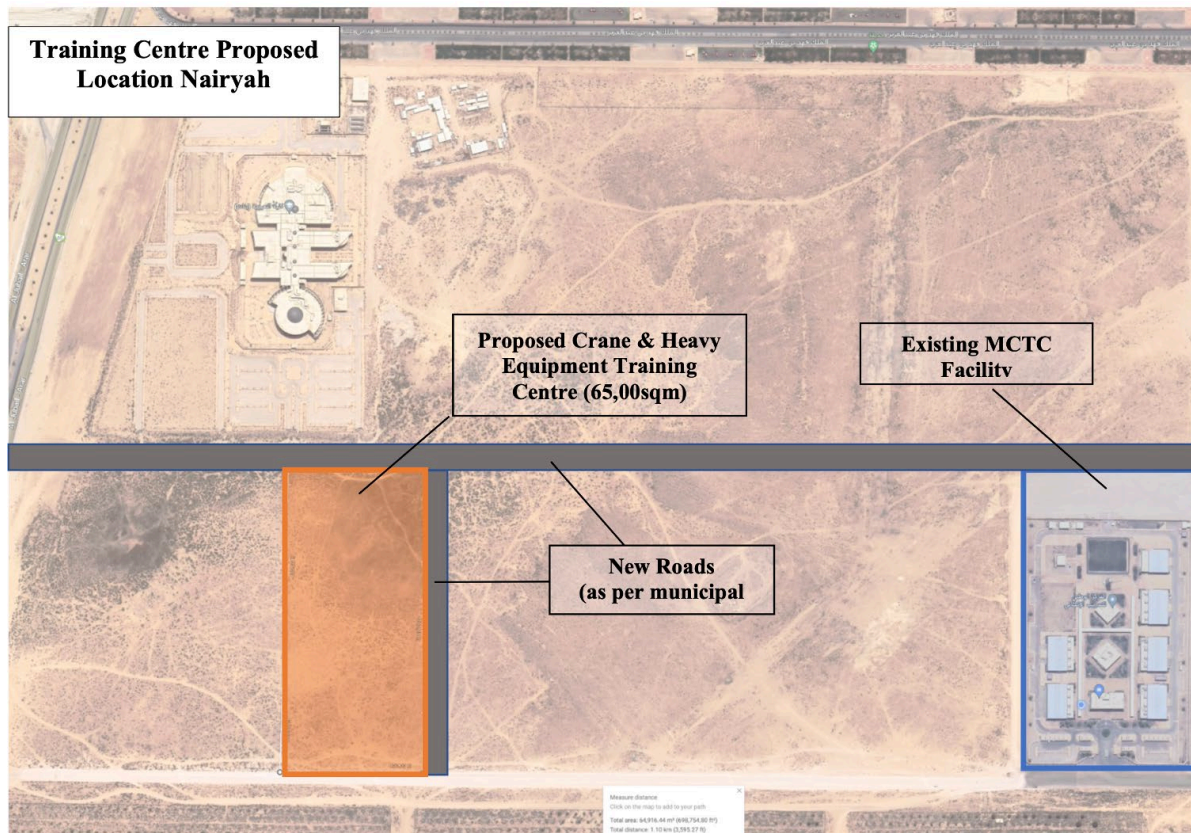 Training Centre Proposed
Location Nairyah
Proposed Crane & Heavy
Equipment Training
Centre (65,00sqm)
Existing MCTC
Facility
New Roads
(as per municipal
Measure distance
Click on the map to add to your path
Total area: 64,916.44 m² (698,754.80 ft²)
Total distance: 1.10 km (3,595.27 ft)